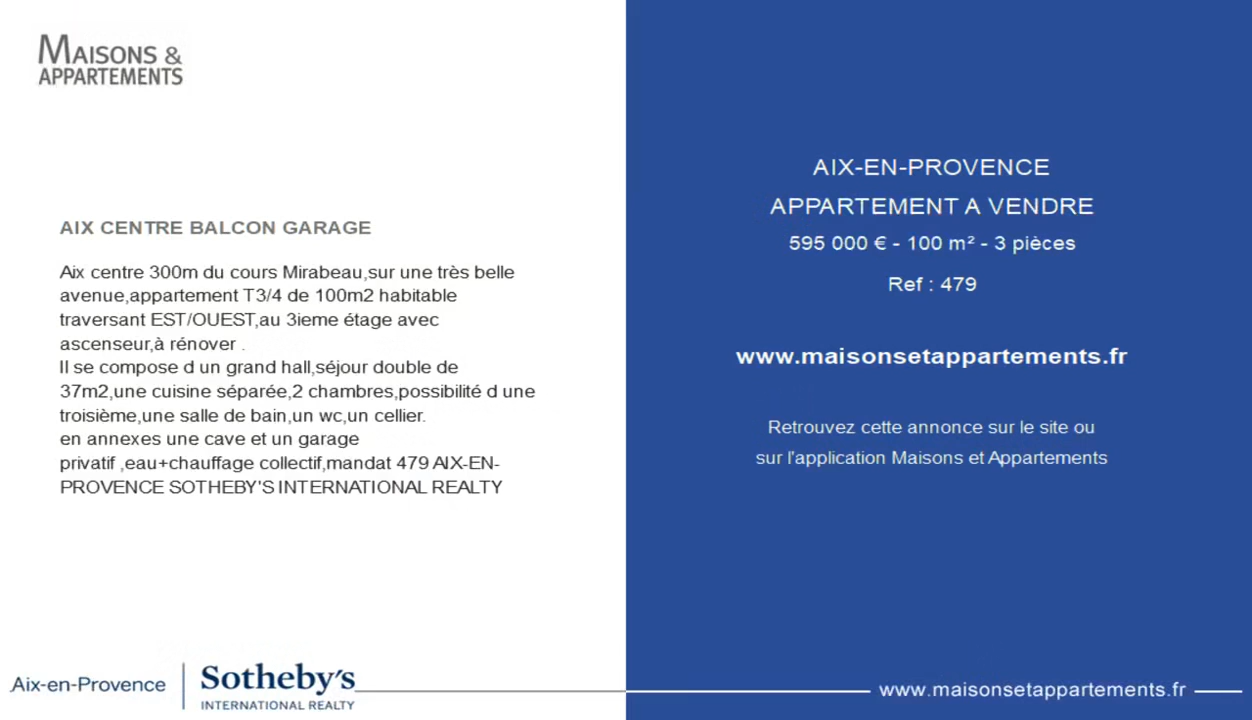 MAISONS &
APPARTEMENTS
AIX CENTRE BALCON GARAGE
Aix centre 300m du cours Mirabeau,sur une très belle
avenue,appartement T3/4 de 100m2 habitable
traversant EST/OUEST,au 3ieme étage avec
ascenseur,à rénover .
Il se compose d un grand hall,séjour double de
37m2,une cuisine séparée,2 chambres,possibilité d une
troisième,une salle de bain,un wc,un cellier.
en annexes une cave et un garage
privatif ,eau+chauffage collectif,mandat 479 AIX-EN-
PROVENCE SOTHEBY'S INTERNATIONAL REALTY
Aix-en-Provence
Sotheby's
INTERNATIONAL REALTY
AIX-EN-PROVENCE
APPARTEMENT A VENDRE
595 000 € - 100 m² - 3 pièces
Ref : 479
www.maisonsetappartements.fr
Retrouvez cette annonce sur le site ou
sur l'application Maisons et Appartements
www.maisonsetappartements.fr